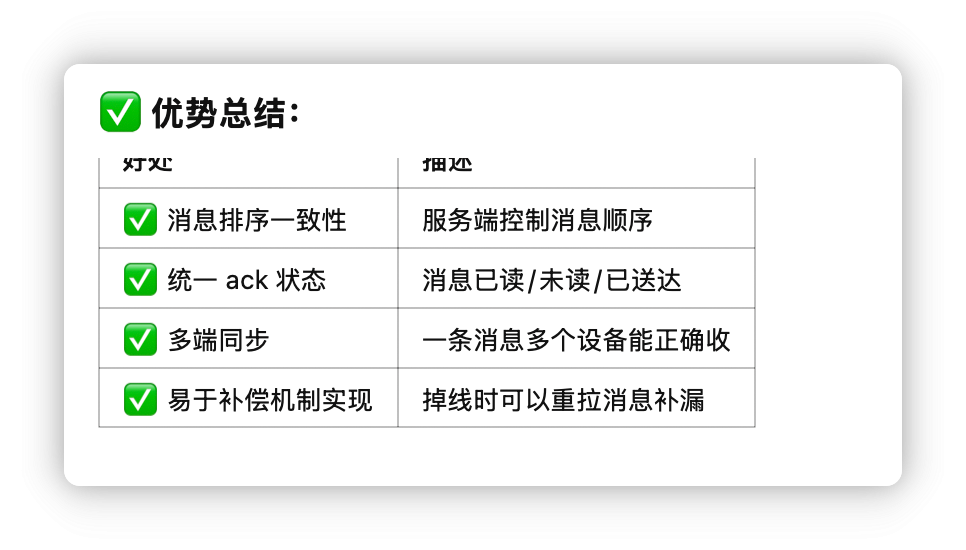 ✅ 优势总结：
好处 描述
✅ 消息排序一致性 服务端控制消息顺序
✅ 统一 ack 状态 消息已读/未读/已送达
✅ 多端同步 一条消息多个设备能正确收
✅ 易于补偿机制实现 掉线时可以重拉消息补漏